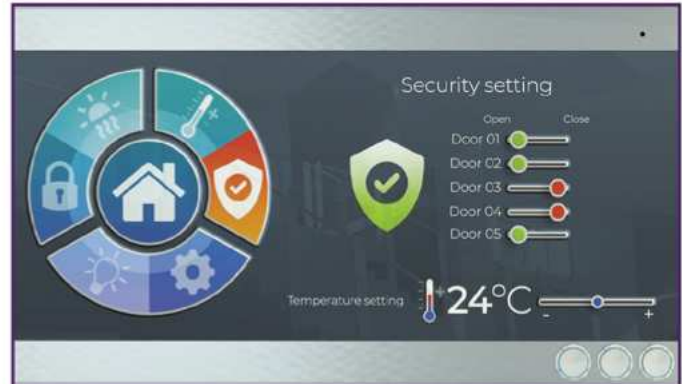 Security setting
Open Close
Door 01
Door 02
Door 03
Door 04
Door 05
Temperature setting +24°C - +